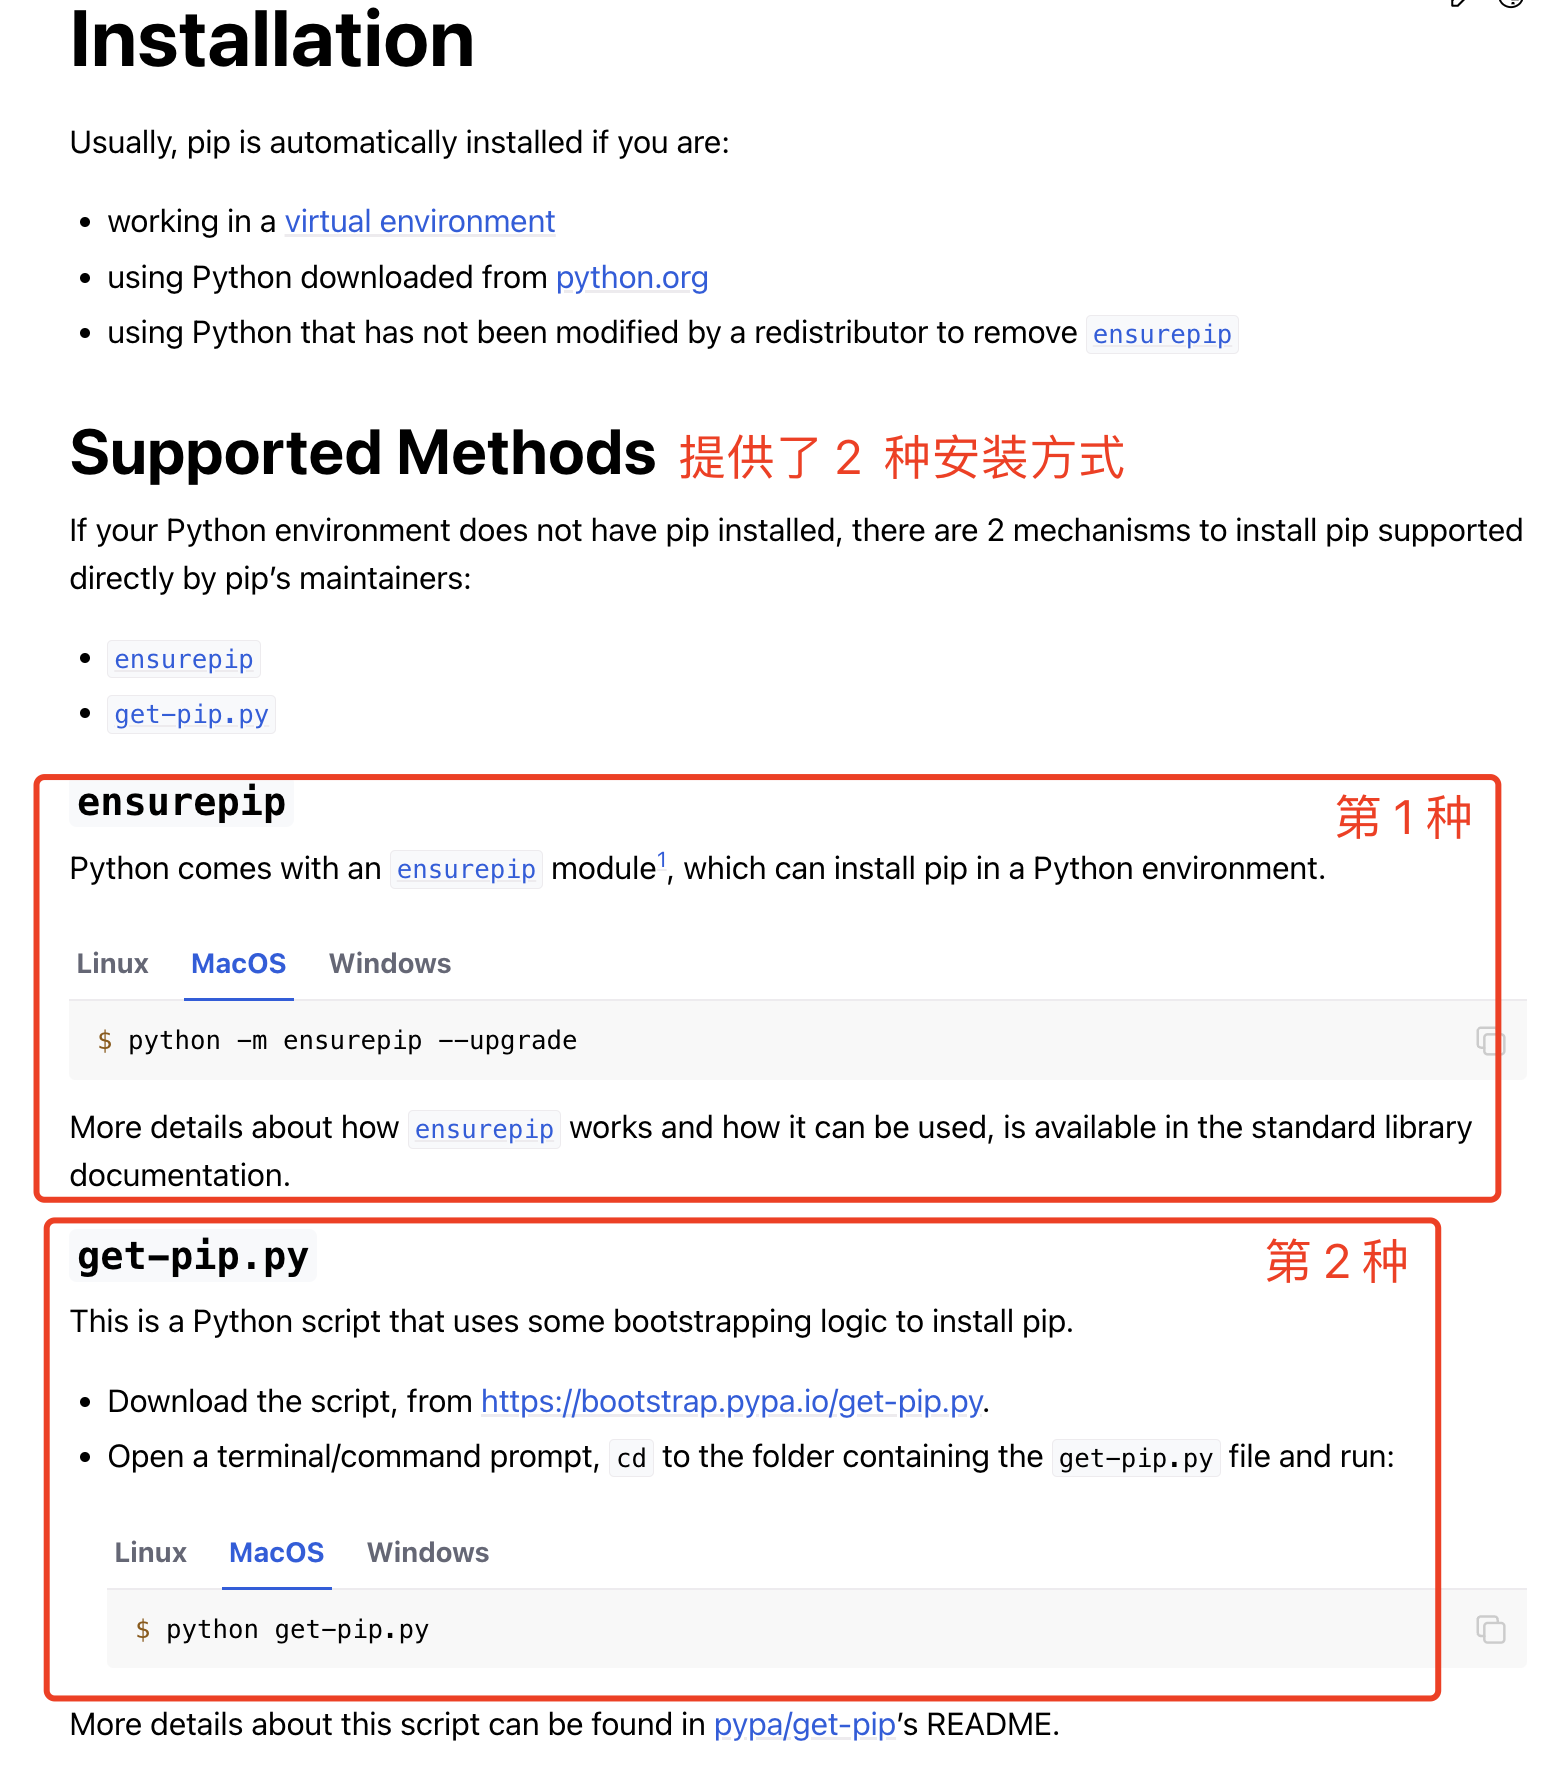 Installation
Usually, pip is automatically installed if you are:
• working in a virtual environment
• using Python downloaded from python.org
• using Python that has not been modified by a redistributor to remove ensurepip
Supported Methods 提供了 2 种安装方式
If your Python environment does not have pip installed, there are 2 mechanisms to install pip supported
directly by pip’s maintainers:
• ensurepip
• get-pip.py
ensurepip 第 1 种
Python comes with an ensurepip module1, which can install pip in a Python environment.
Linux MacOS Windows
$ python -m ensurepip --upgrade
More details about how ensurepip works and how it can be used, is available in the standard library
documentation.
get-pip.py 第 2 种
This is a Python script that uses some bootstrapping logic to install pip.
• Download the script, from https://bootstrap.pypa.io/get-pip.py.
• Open a terminal/command prompt, cd to the folder containing the get-pip.py file and run:
Linux MacOS Windows
$ python get-pip.py
More details about this script can be found in pypa/get-pip’s README.